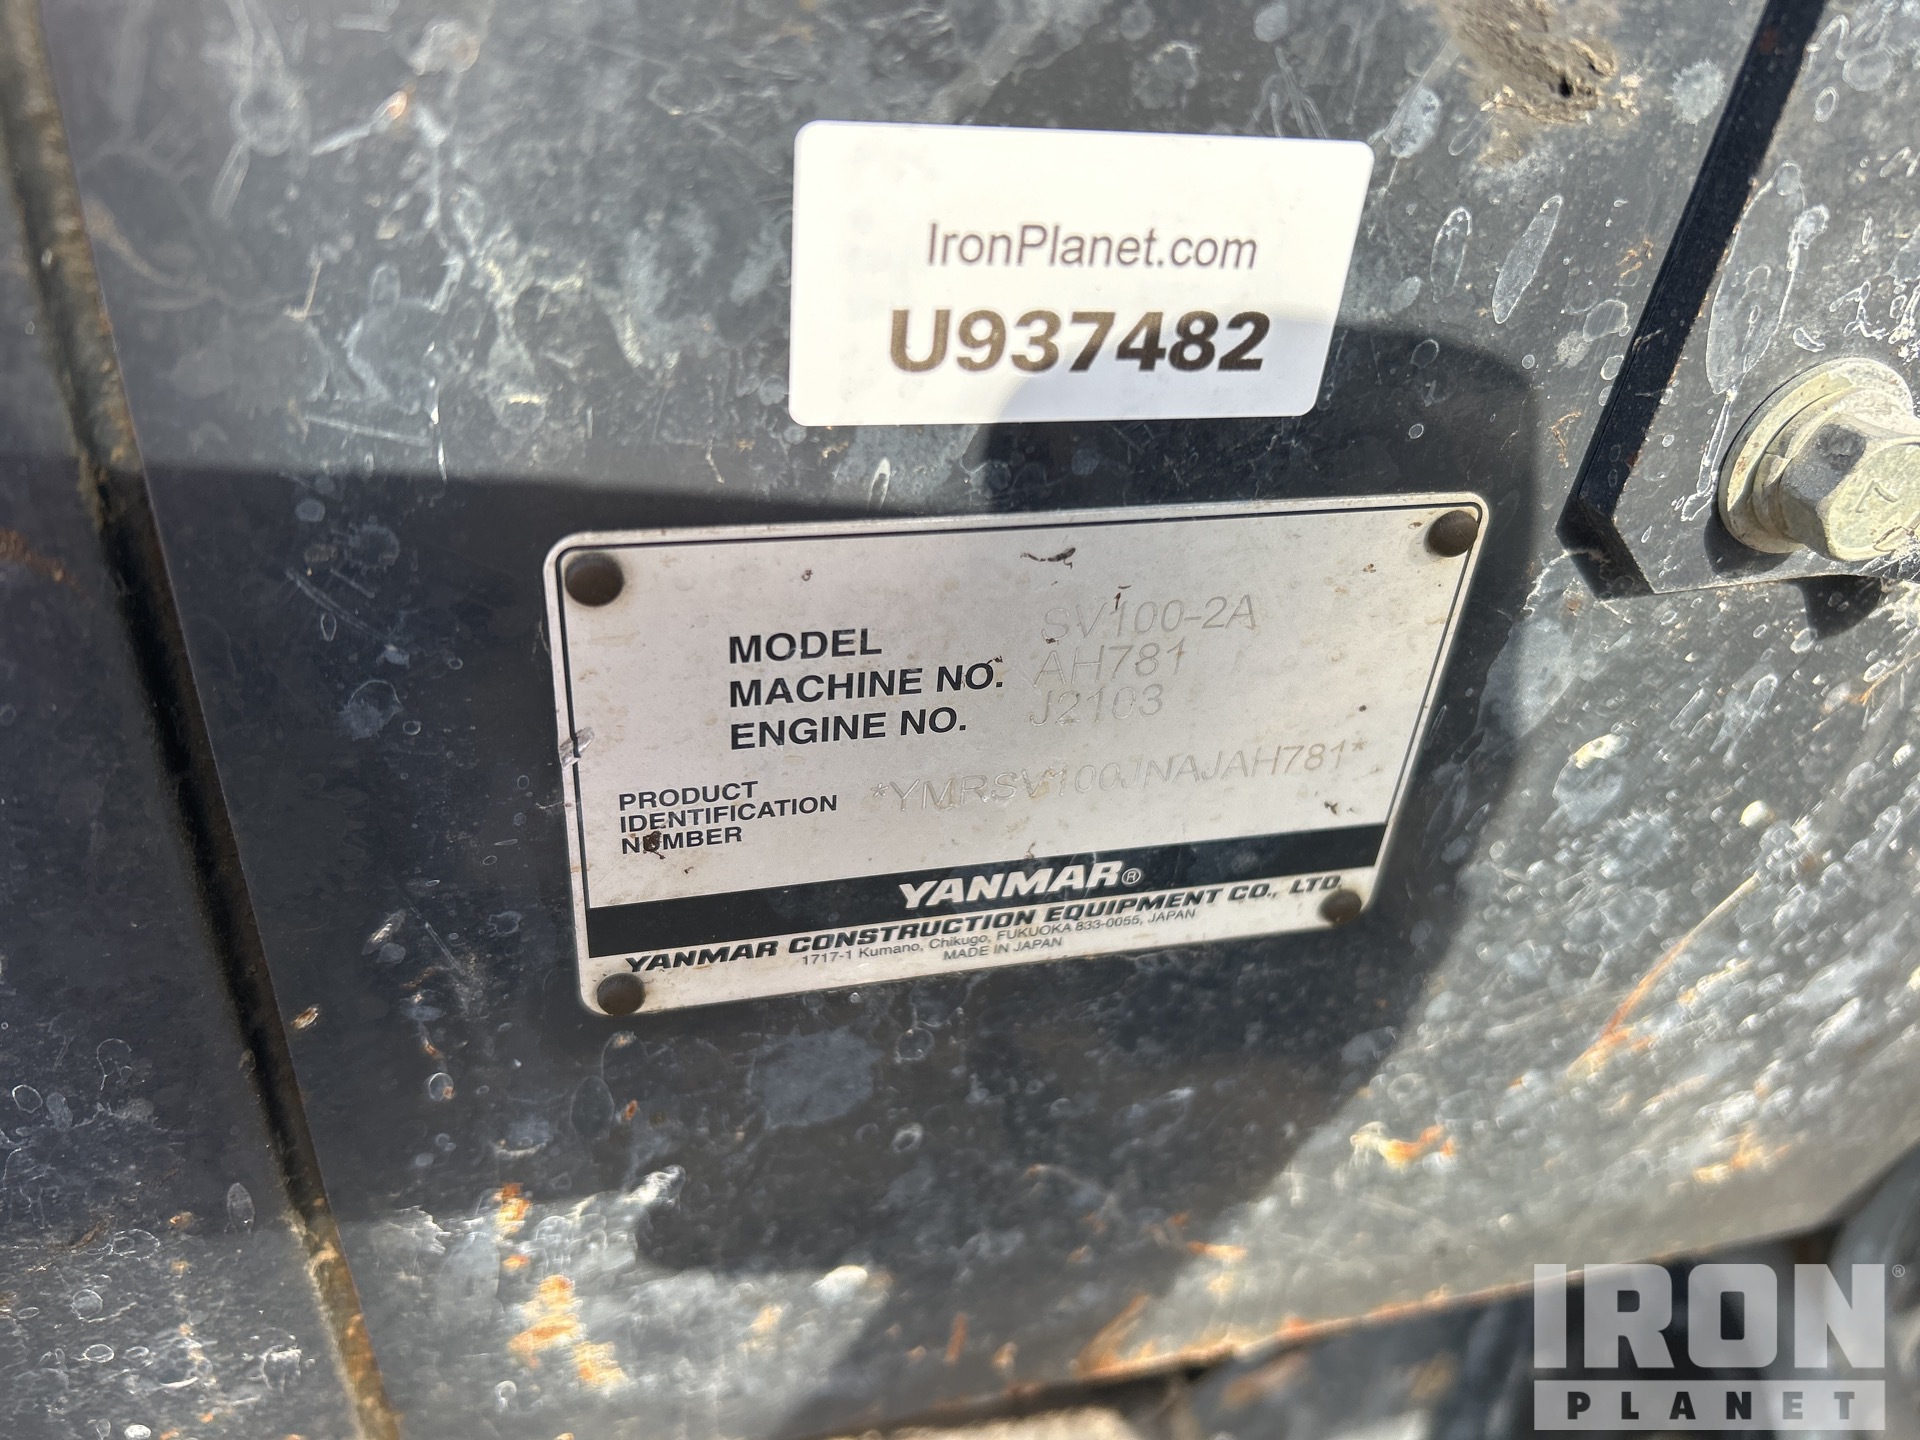 IronPlanet.com
U937482
MODEL SV100-2A
MACHINE NO. AH781
ENGINE NO. J2103
PRODUCT
IDENTIFICATION
NUMBER
*YMRSV100JNAJAH781*
YANMAR®
YANMAR CONSTRUCTION EQUIPMENT CO., LTD.
1717-1 Kumano, Chikugo, FUKUOKA 833-0055, JAPAN
MADE IN JAPAN
7
IRON®
PLANET